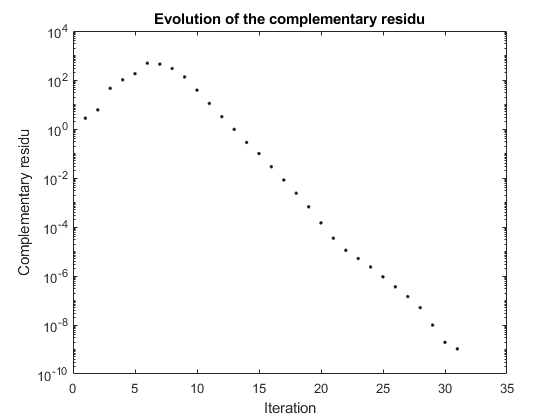 Evolution of the complementary residu
10^4
10^2
10^0
10^-2
10^-4
10^-6
10^-8
10^-10
Complementary residu
0 5 10 15 20 25 30 35
Iteration